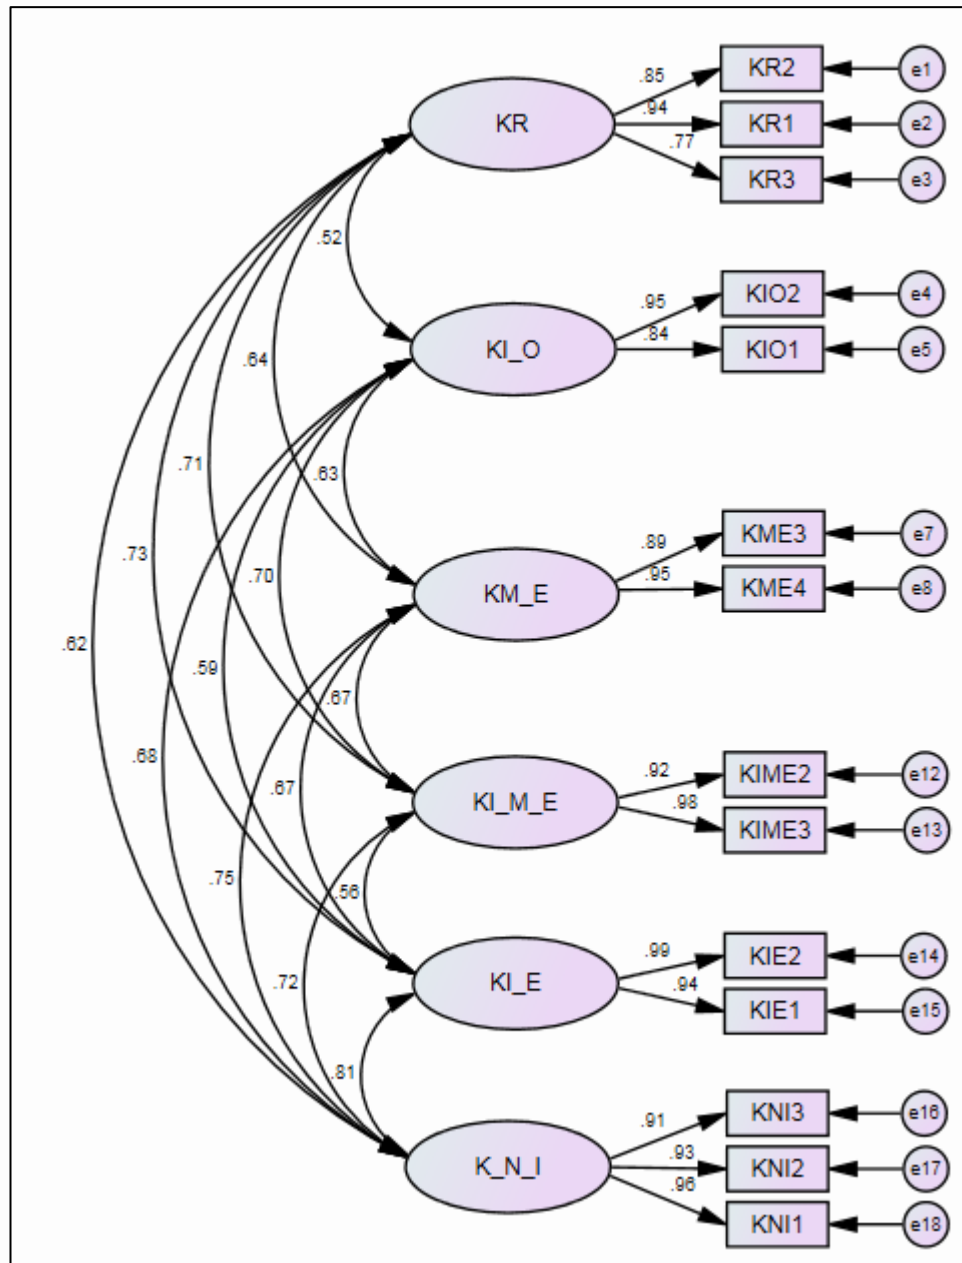 KR2
e1
.85
KR
.94
KR1
e2
.77
KR3
e3
.52
.95
KIO2
e4
.84
KI_O
KIO1
e5
.64
.71
.63
.89
KME3
e7
.73
.70
.95
KM_E
KME4
e8
.62
.59
.67
.68
.92
KIME2
e12
.67
KI_M_E
.98
KIME3
e13
.75
.56
.99
KIE2
e14
.72
KI_E
.94
KIE1
e15
.81
.91
KNI3
e16
.93
K_N_I
KNI2
e17
.96
KNI1
e18